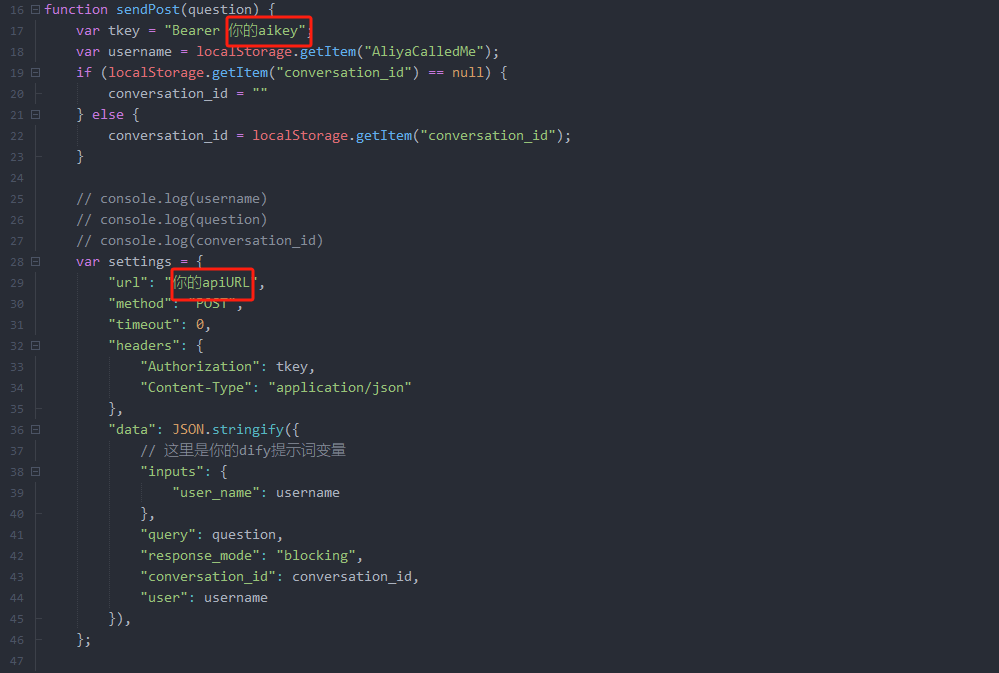 16 function sendPost(question) {
17 var tkey = "Bearer 你的aikey";
18 var username = localStorage.getItem("AliyaCalledMe");
19 if (localStorage.getItem("conversation_id") == null) {
20 conversation_id = ""
21 } else {
22 conversation_id = localStorage.getItem("conversation_id");
23 }
24
25 // console.log(username)
26 // console.log(question)
27 // console.log(conversation_id)
28 var settings = {
29 "url": "你的apiURL",
30 "method": "POST",
31 "timeout": 0,
32 "headers": {
33 "Authorization": tkey,
34 "Content-Type": "application/json"
35 },
36 "data": JSON.stringify({
37 // 这里是你的dify提示词变量
38 "inputs": {
39 "user_name": username
40 },
41 "query": question,
42 "response_mode": "blocking",
43 "conversation_id": conversation_id,
44 "user": username
45 }),
46 };
47